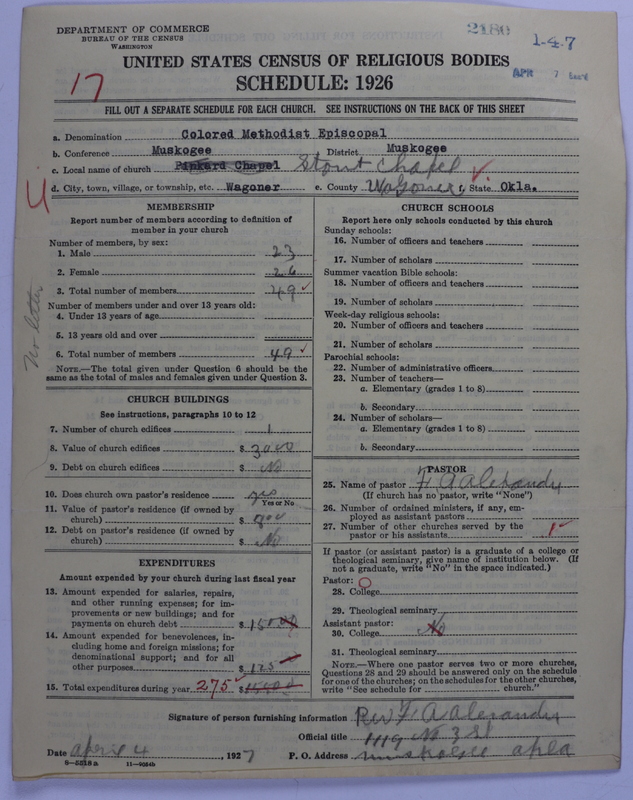 DEPARTMENT OF COMMERCE
BUREAU OF THE CENSUS
WASHINGTON
2180
1-47
APR 7
17
UNITED STATES CENSUS OF RELIGIOUS BODIES
SCHEDULE: 1926
FILL OUT A SEPARATE SCHEDULE FOR EACH CHURCH. SEE INSTRUCTIONS ON THE BACK OF THIS SHEET
a. Denomination Colored Methodist Episcopal
b. Conference Muskogee District Muskogee
c. Local name of church Pinkard Chapel Stout Chapel
d. City, town, village, or township, etc. Wagoner e. County Wagoner State Okla.
No letter
MEMBERSHIP
Report number of members according to definition of
member in your church
Number of members, by sex:
1. Male 23
2. Female 26
3. Total number of members 49
Number of members under and over 13 years old:
4. Under 13 years of age
5. 13 years old and over
6. Total number of members 49
NOTE.—The total given under Question 6 should be
same as the total of males and females given under Question 3.
CHURCH BUILDINGS
See instructions, paragraphs 10 to 12
7. Number of church edifices 1
8. Value of church edifices $ 3000
9. Debt on church edifices $ No
10. Does church own pastor's residence yes
Yes or No
11. Value of pastor's residence (if owned by
church) $ 800
12. Debt on pastor's residence (if owned by
church) $ No
EXPENDITURES
Amount expended by your church during last fiscal year
13. Amount expended for salaries, repairs,
and other running expenses; for im-
provements or new buildings; and for
payments on church debt $ 15000
14. Amount expended for benevolences, in-
cluding home and foreign missions; for
denominational support; and for all
other purposes $ 125
15. Total expenditures during year 275 $
CHURCH SCHOOLS
Report here only schools conducted by this church
Sunday schools:
16. Number of officers and teachers
17. Number of scholars
Summer vacation Bible schools:
18. Number of officers and teachers
19. Number of scholars
Week-day religious schools:
20. Number of officers and teachers
21. Number of scholars
Parochial schools:
22. Number of administrative officers
23. Number of teachers—
a. Elementary (grades 1 to 8)
b. Secondary
24. Number of scholars—
a. Elementary (grades 1 to 8)
b. Secondary
PASTOR
25. Name of pastor F A Alexander
(If church has no pastor, write "None")
26. Number of ordained ministers, if any, em-
ployed as assistant pastors
27. Number of other churches served by the
pastor or his assistants 1
If pastor (or assistant pastor) is a graduate of a college or
theological seminary, give name of institution below. (If
not a graduate, write "No" in the space indicated.)
Pastor: O
28. College
29. Theological seminary
Assistant pastor:
30. College No
31. Theological seminary
NOTE.—Where one pastor serves two or more churches,
Questions 28 and 29 should be answered only on the schedule
for one of the churches; on the schedules for the other churches,
write "See schedule for church."
Signature of person furnishing information Rev F A Alexander
Official title 1119 No 3 St
Date april 4, 1927 P. O. Address Muskogee okla
8—5818 a 11—9064b